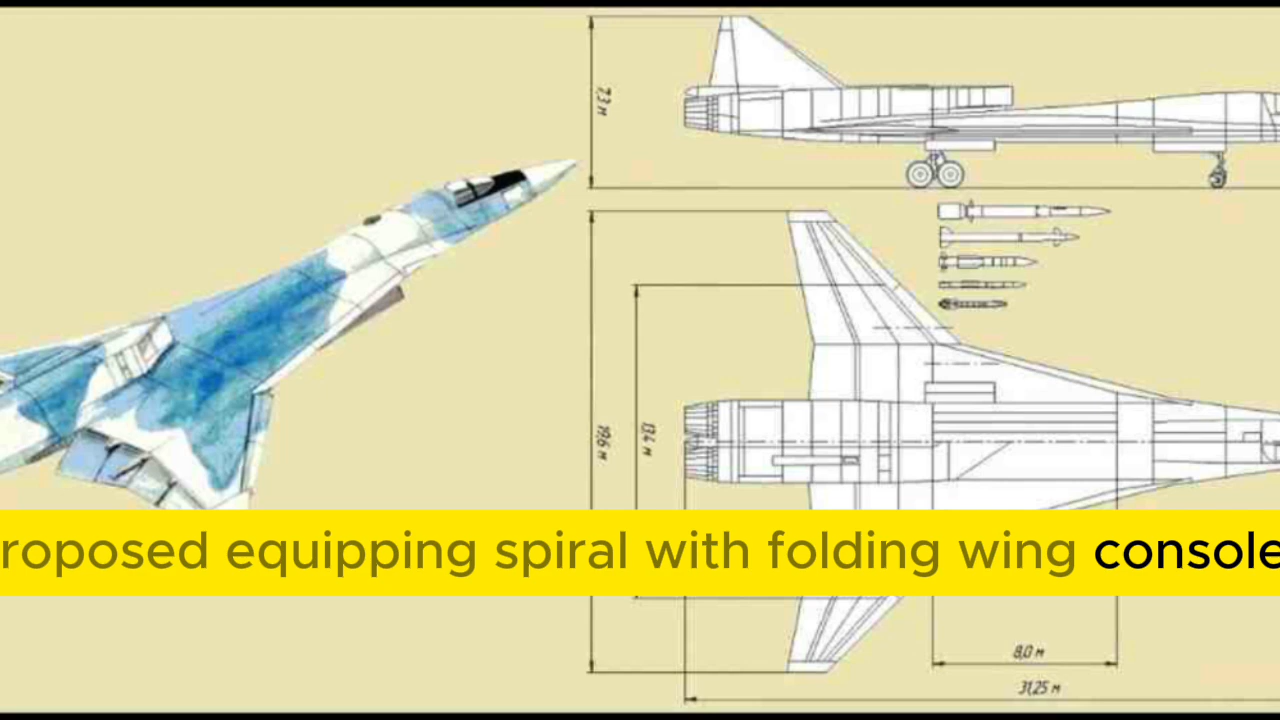 7,3 м
19,6 м
13,4 м
roposed equipping spiral with folding wing console
8,0 м
31,25 м